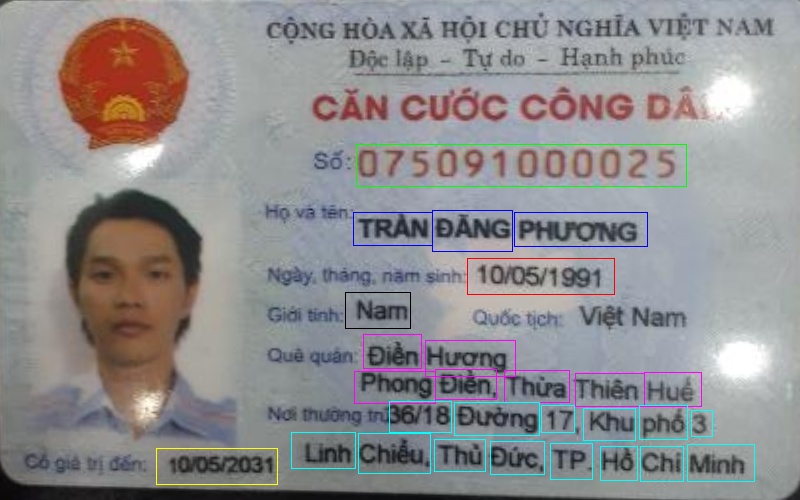 CỘNG HÒA XÃ HỘI CHỦ NGHĨA VIỆT NAM
Độc lập - Tự do - Hạnh phúc
CĂN CƯỚC CÔNG DÂN
Số: 075091000025
Họ và tên: TRẦN ĐĂNG PHƯƠNG
Ngày, tháng, năm sinh: 10/05/1991
Giới tính: Nam Quốc tịch: Việt Nam
Quê quán: Điền Hương
Phong Điền, Thừa Thiên Huế
Nơi thường trú: 36/18 Đường 17, Khu phố 3
Linh Chiểu, Thủ Đức, TP. Hồ Chí Minh
Có giá trị đến: 10/05/2031